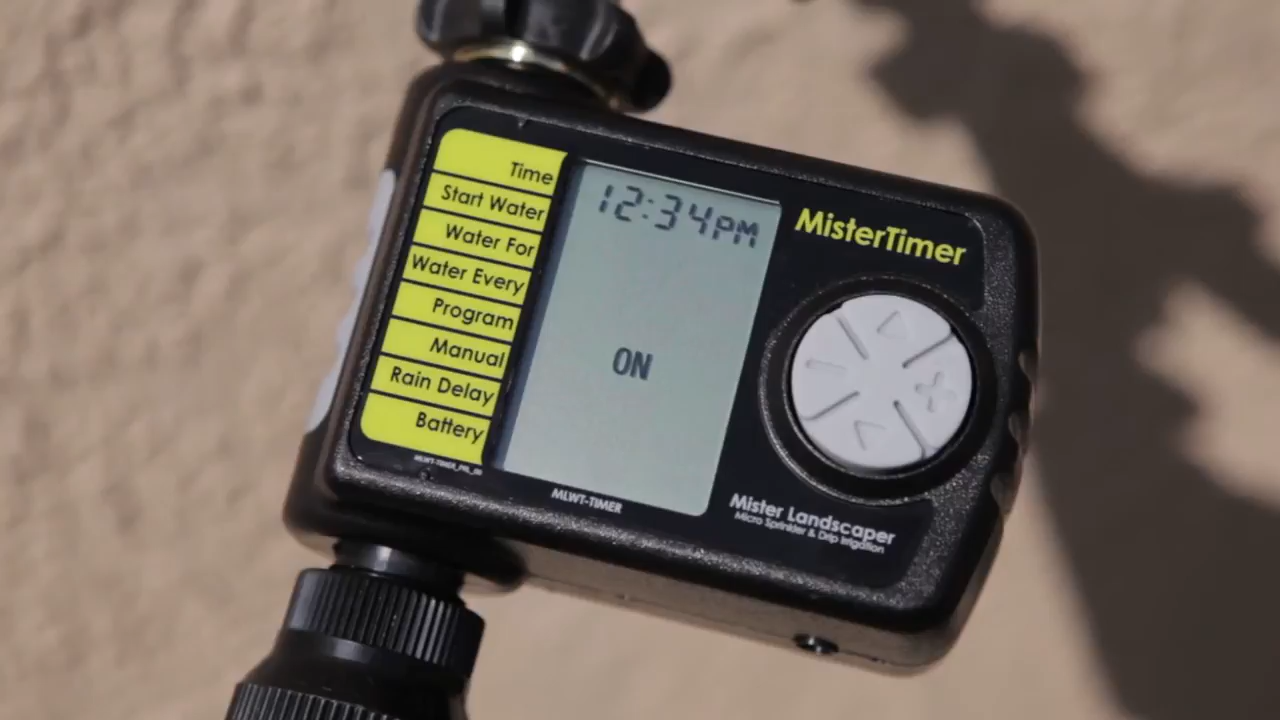 Time
Start Water
Water For
Water Every
Program
Manual
Rain Delay
Battery
12:34PM
ON
MisterTimer
MLWT-TIMER
Mister Landscaper
Micro Sprinkler & Drip Irrigation